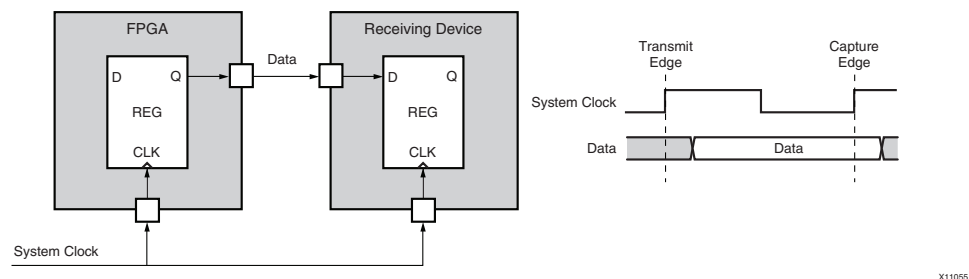 FPGA
Receiving Device
D
Q
REG
CLK
Data
D
Q
REG
CLK
System Clock
Transmit
Edge
Capture
Edge
System Clock
Data
Data
X11055